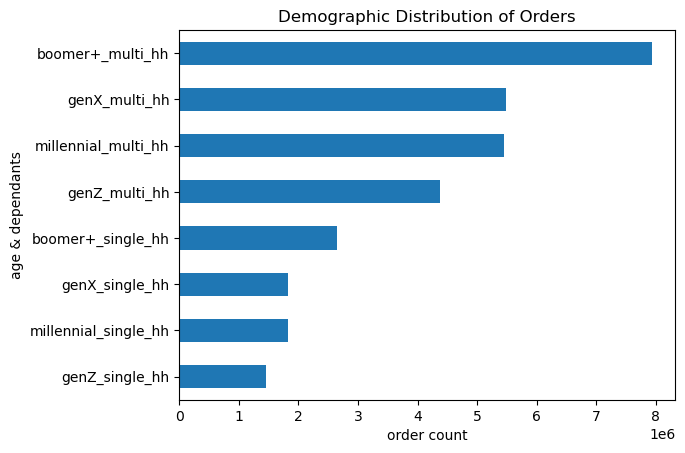 Demographic Distribution of Orders
age & dependants
boomer+_multi_hh
genX_multi_hh
millennial_multi_hh
genZ_multi_hh
boomer+_single_hh
genX_single_hh
millennial_single_hh
genZ_single_hh
0 1 2 3 4 5 6 7 8
1e6
order count